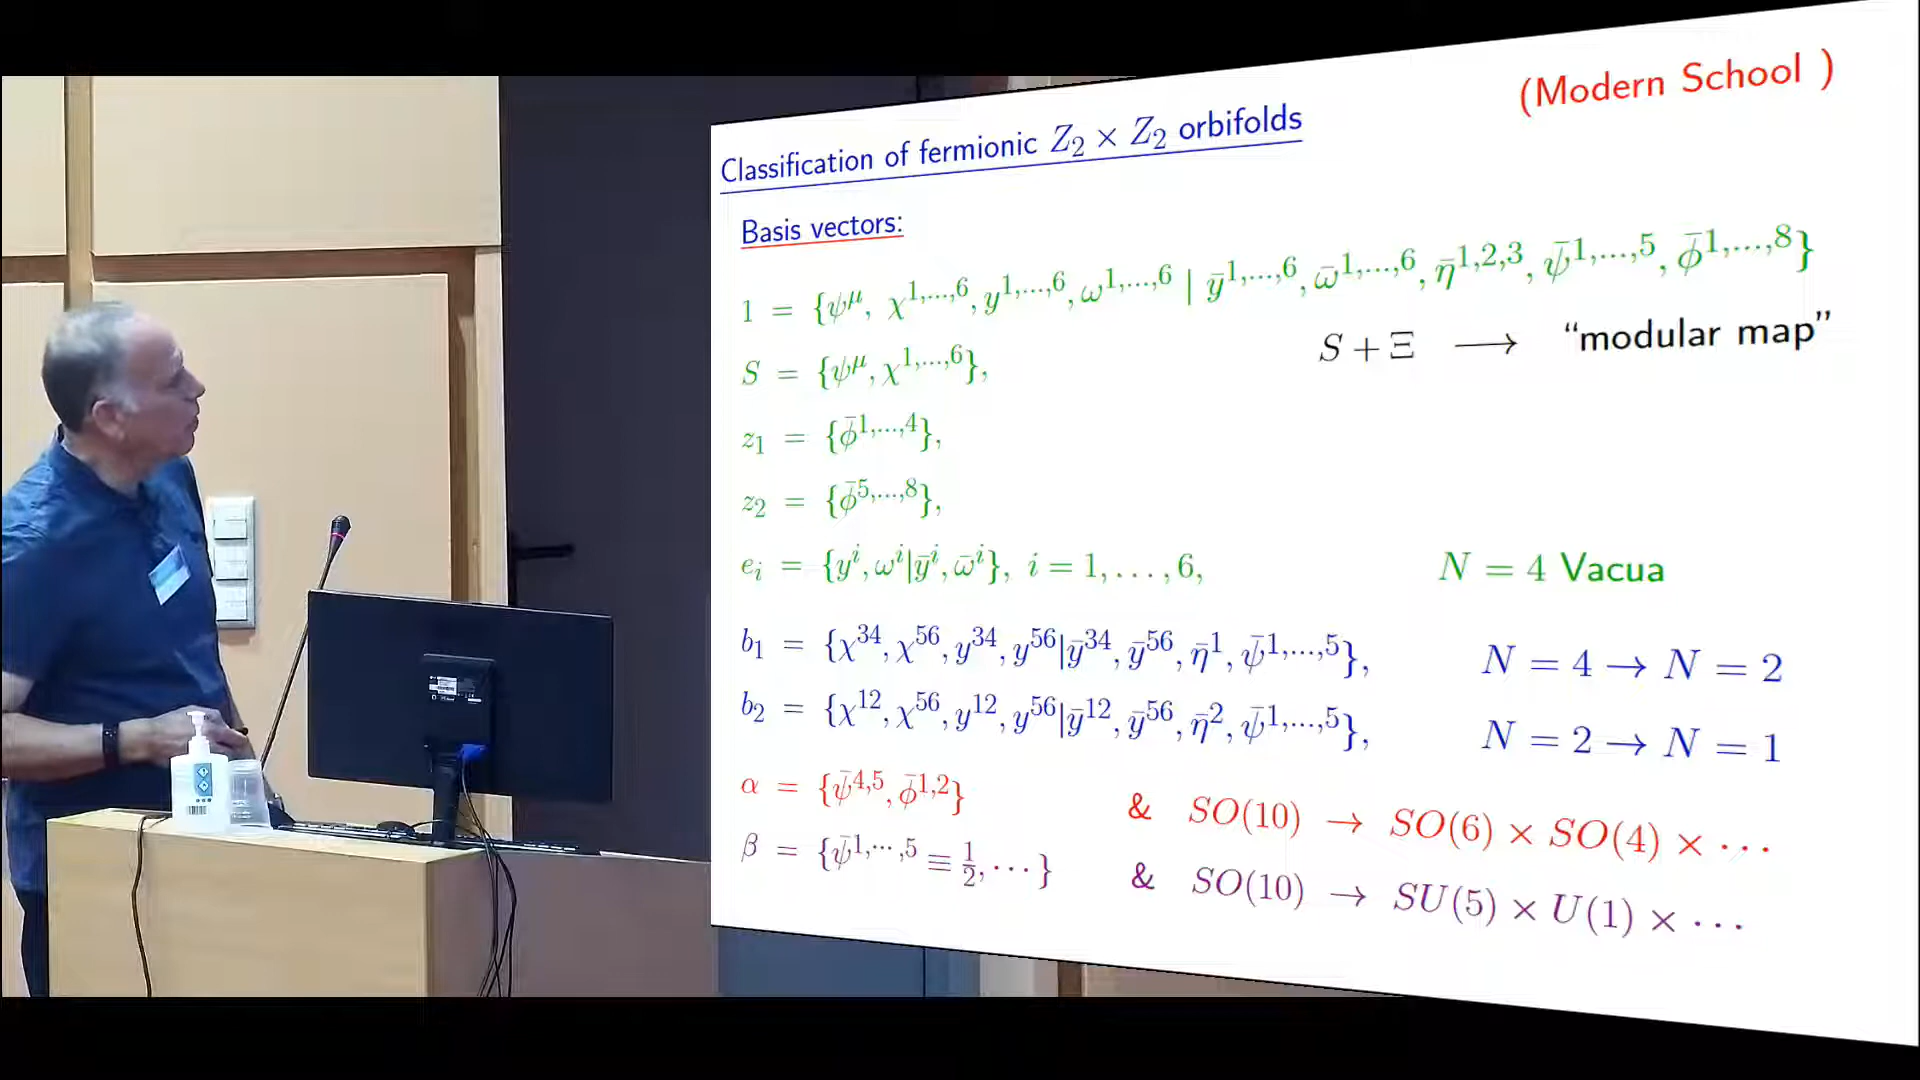 (Modern School )
Classification of fermionic Z₂ × Z₂ orbifolds
Basis vectors:
1 = {ψ^μ, χ^{1,...,6}, y^{1,...,6}, ω^{1,...,6} | ȳ^{1,...,6}, ω̄^{1,...,6}, η̄^{1,2,3}, ψ̄^{1,...,5}, φ̄^{1,...,8}}
S = {ψ^μ, χ^{1,...,6}}, S + Ξ ⟶ “modular map”
z₁ = {φ̄^{1,...,4}},
z₂ = {φ̄^{5,...,8}},
e_i = {y^i, ω^i|ȳ^i, ω̄^i}, i = 1, . . . , 6, N = 4 Vacua
b₁ = {χ^{34}, χ^{56}, y^{34}, y^{56}|ȳ^{34}, ȳ^{56}, η̄^1, ψ̄^{1,...,5}}, N = 4 → N = 2
b₂ = {χ^{12}, χ^{56}, y^{12}, y^{56}|ȳ^{12}, ȳ^{56}, η̄^2, ψ̄^{1,...,5}}, N = 2 → N = 1
α = {ψ̄^{4,5}, φ̄^{1,2}} & SO(10) → SO(6) × SO(4) × · · ·
β = {ψ̄^{1,···,5} ≡ ½, · · · } & SO(10) → SU(5) × U(1) × · · ·